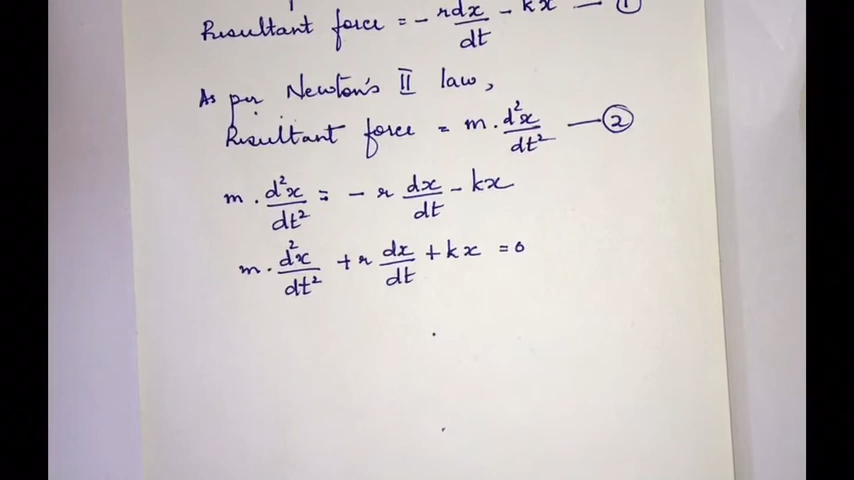 Resultant force = - r dx/dt - kx — ①
As per Newton's II law,
Resultant force = m. d²x/dt² — ②
m. d²x/dt² = - r dx/dt - kx
m. d²x/dt² + r dx/dt + kx = 0